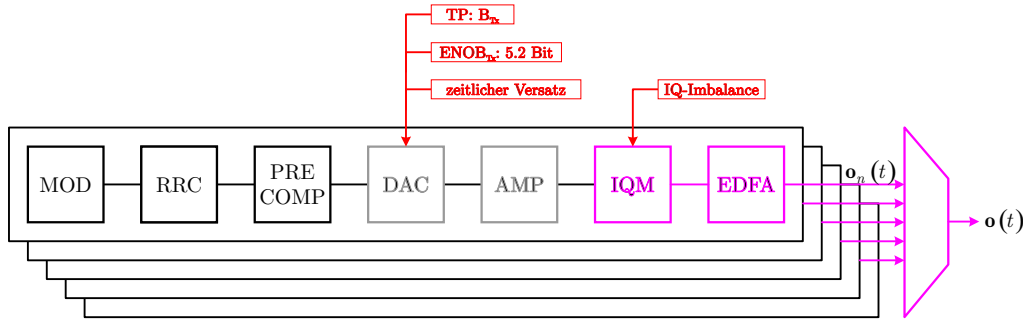 TP: B_Tx
ENOB_Tx: 5.2 Bit
zeitlicher Versatz
IQ-Imbalance
MOD
RRC
PRE
COMP
DAC
AMP
IQM
EDFA
o_n(t)
o(t)